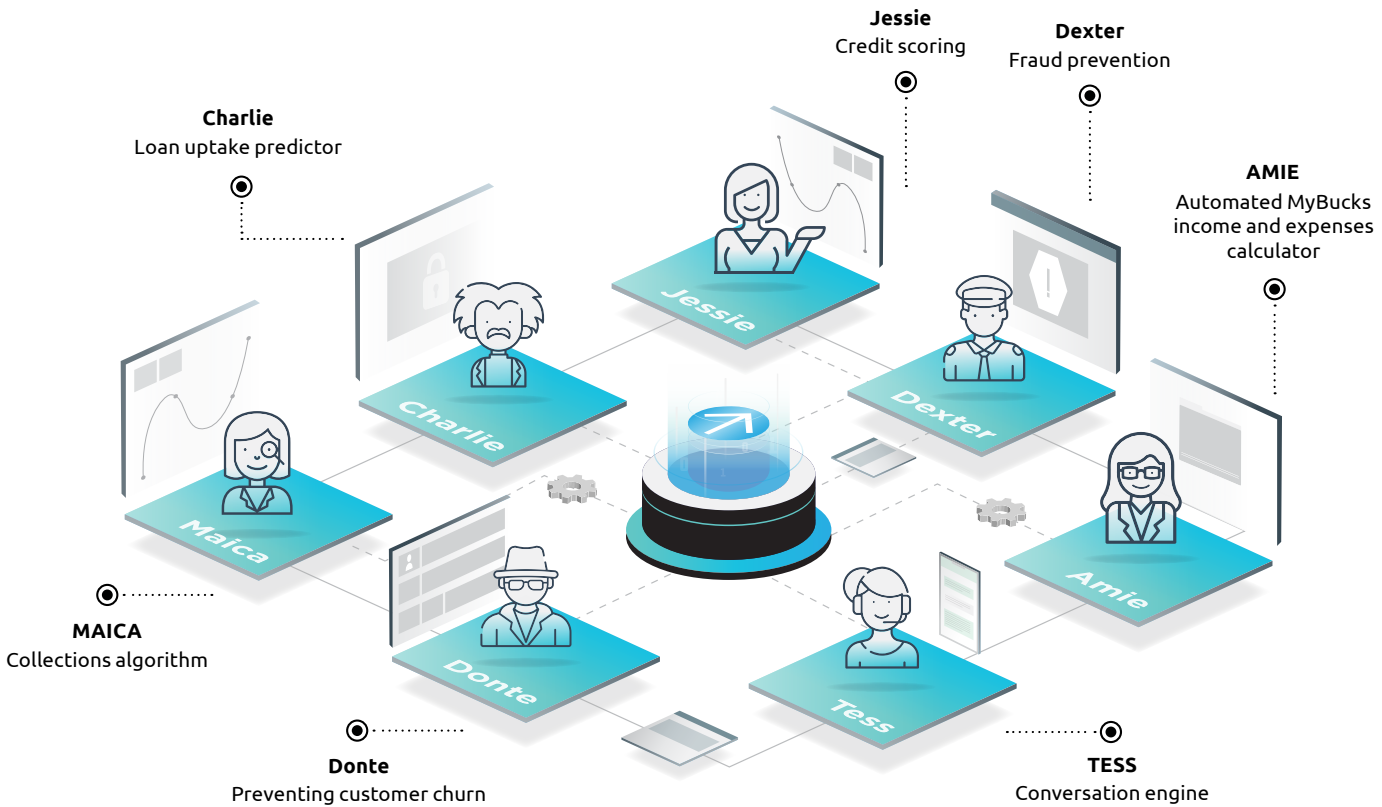 Jessie
Credit scoring
Dexter
Fraud prevention
Charlie
Loan uptake predictor
AMIE
Automated MyBucks
income and expenses
calculator
Jessie
Charlie
Dexter
Maica
Amie
Donte
Tess
MAICA
Collections algorithm
Donte
Preventing customer churn
TESS
Conversation engine